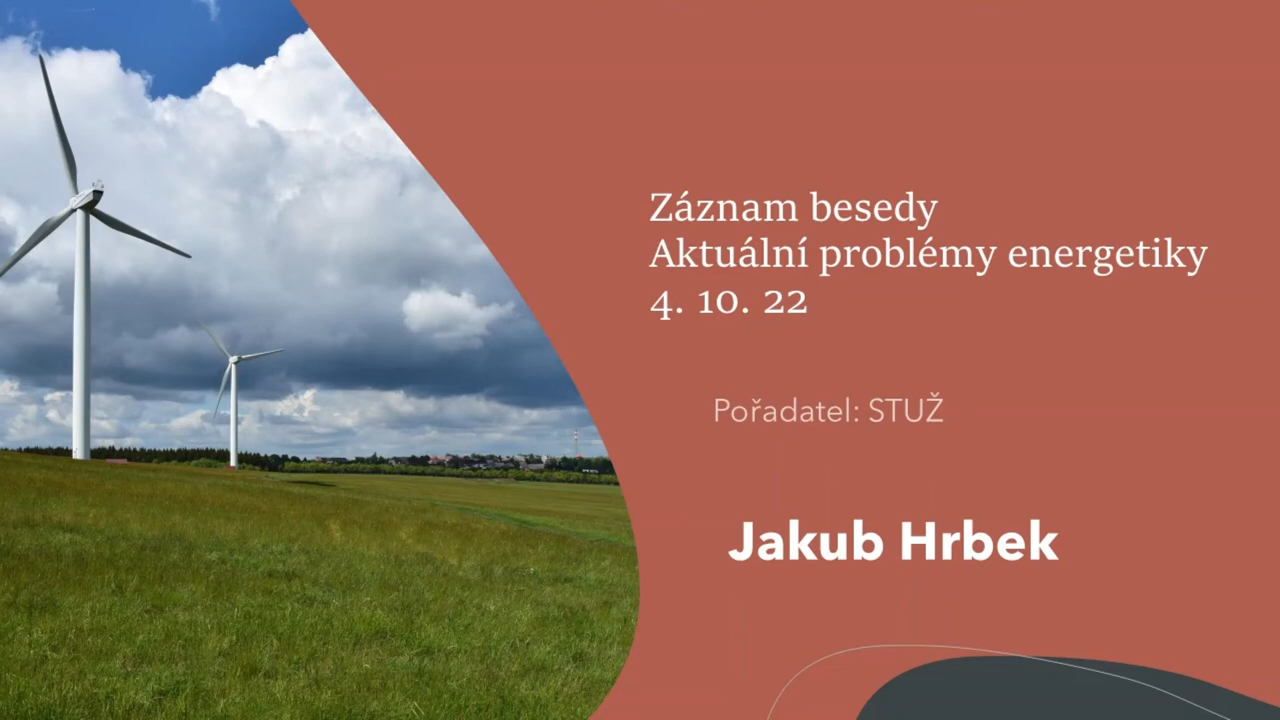 Záznam besedy
Aktuální problémy energetiky
4. 10. 22
Pořadatel: STUŽ
Jakub Hrbek